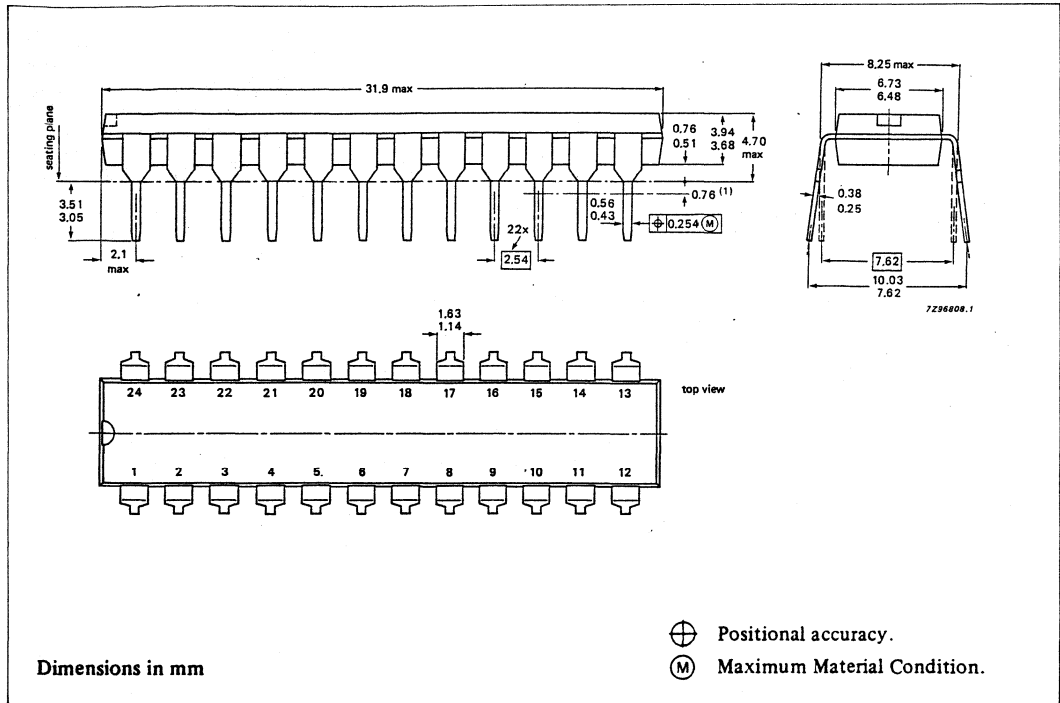 8,25 max
31.9 max
6.73
6.48
seating plane
0.76
0.51
3.94
3.68
4.70
max
3.51
3.05
0.76 (1)
0.56
0.43
0.38
0.25
22x
⌖ 0.254 Ⓜ
2.1
max
2.54
7.62
10.03
7.62
7Z96808.1
1.63
1.14
24 23 22 21 20 19 18 17 16 15 14 13
top view
1 2 3 4 5. 6 7 8 9 10 11 12
⌖ Positional accuracy.
Dimensions in mm
Ⓜ Maximum Material Condition.